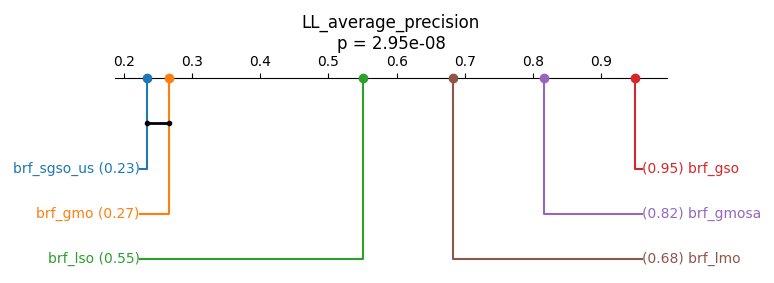 LL_average_precision
p = 2.95e-08
0.2 0.3 0.4 0.5 0.6 0.7 0.8 0.9
brf_sgso_us (0.23) (0.95) brf_gso
brf_gmo (0.27) (0.82) brf_gmosa
brf_lso (0.55) (0.68) brf_lmo